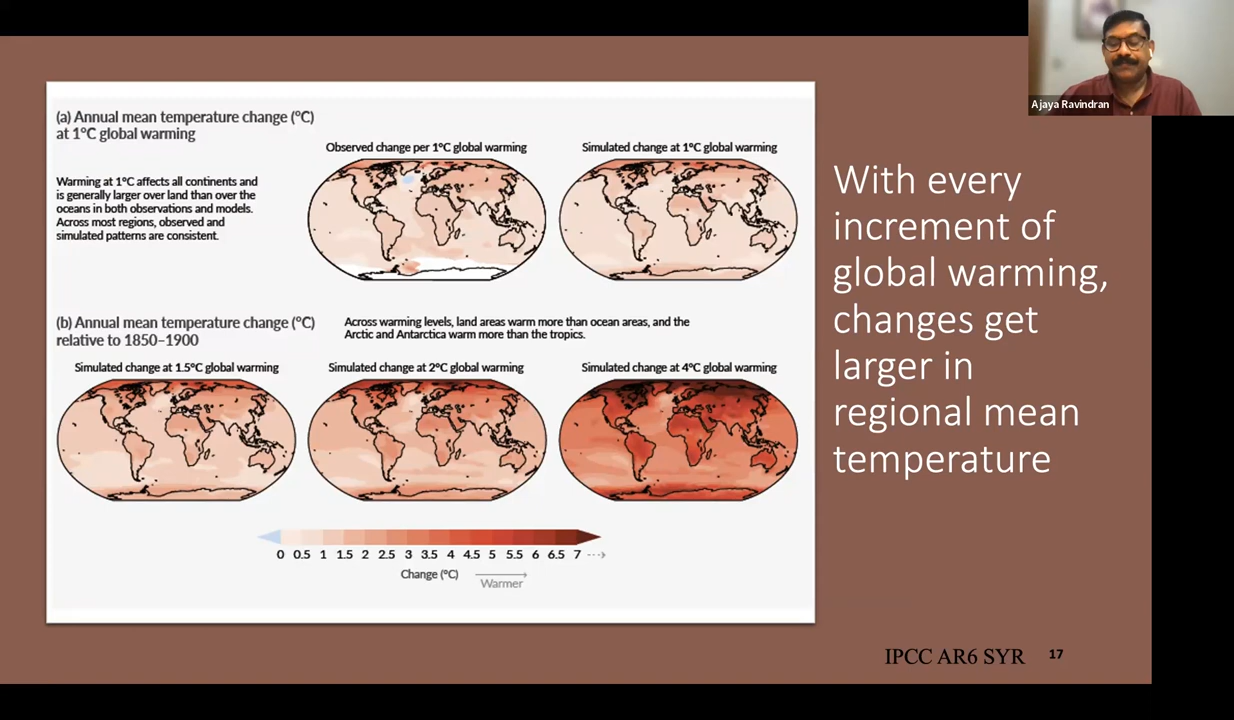 Ajaya Ravindran
(a) Annual mean temperature change (°C)
at 1°C global warming
Warming at 1°C affects all continents and
is generally larger over land than over the
oceans in both observations and models.
Across most regions, observed and
simulated patterns are consistent.
Observed change per 1°C global warming
Simulated change at 1°C global warming
(b) Annual mean temperature change (°C)
relative to 1850–1900
Across warming levels, land areas warm more than ocean areas, and the
Arctic and Antarctica warm more than the tropics.
Simulated change at 1.5°C global warming
Simulated change at 2°C global warming
Simulated change at 4°C global warming
0 0.5 1 1.5 2 2.5 3 3.5 4 4.5 5 5.5 6 6.5 7
Change (°C)
Warmer
With every
increment of
global warming,
changes get
larger in
regional mean
temperature
IPCC AR6 SYR 17